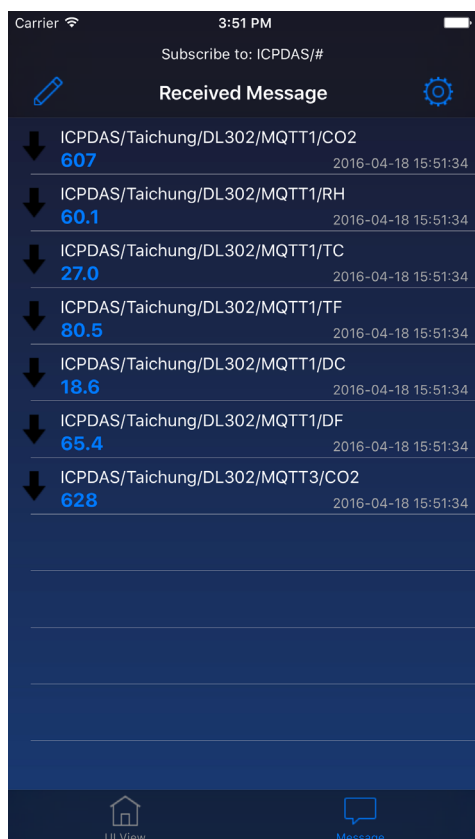 Carrier 3:51 PM
Subscribe to: ICPDAS/#
Received Message
ICPDAS/Taichung/DL302/MQTT1/CO2
607 2016-04-18 15:51:34
ICPDAS/Taichung/DL302/MQTT1/RH
60.1 2016-04-18 15:51:34
ICPDAS/Taichung/DL302/MQTT1/TC
27.0 2016-04-18 15:51:34
ICPDAS/Taichung/DL302/MQTT1/TF
80.5 2016-04-18 15:51:34
ICPDAS/Taichung/DL302/MQTT1/DC
18.6 2016-04-18 15:51:34
ICPDAS/Taichung/DL302/MQTT1/DF
65.4 2016-04-18 15:51:34
ICPDAS/Taichung/DL302/MQTT3/CO2
628 2016-04-18 15:51:34
UI View Message